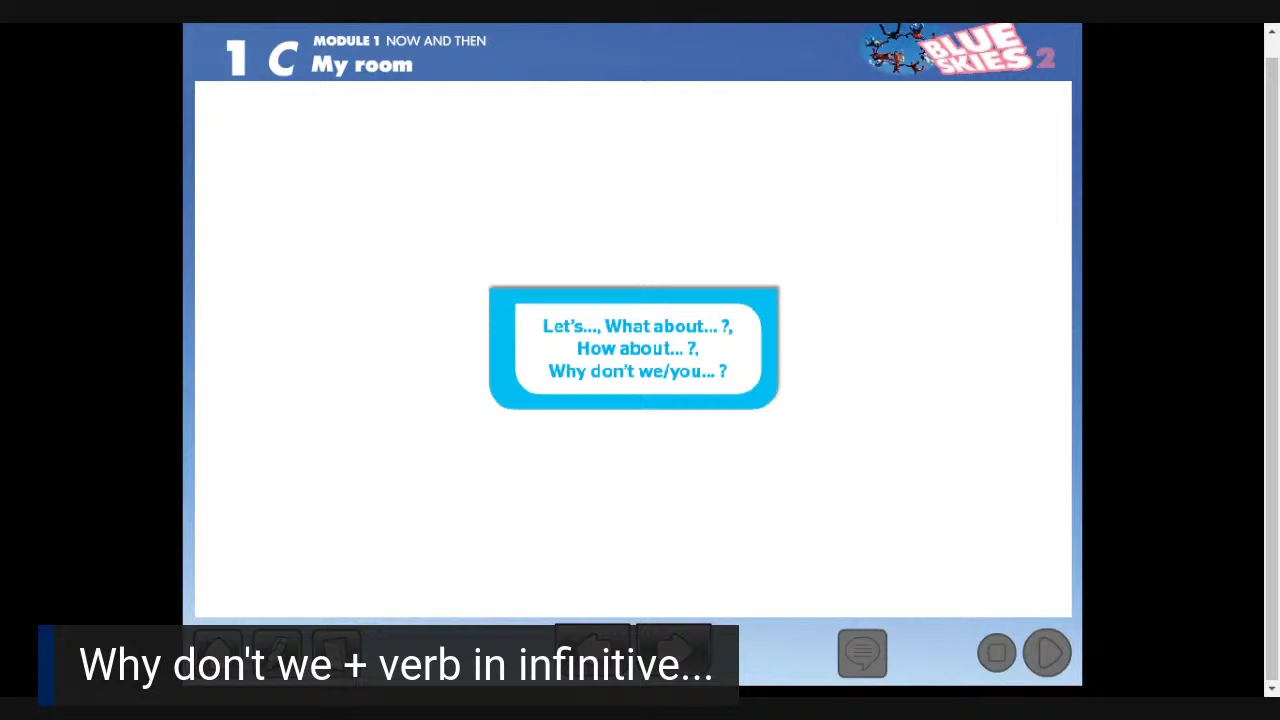 1 C
MODULE 1 NOW AND THEN
My room
BLUE
SKIES 2
Let's..., What about... ?,
How about... ?,
Why don't we/you... ?
Why don't we + verb in infinitive...